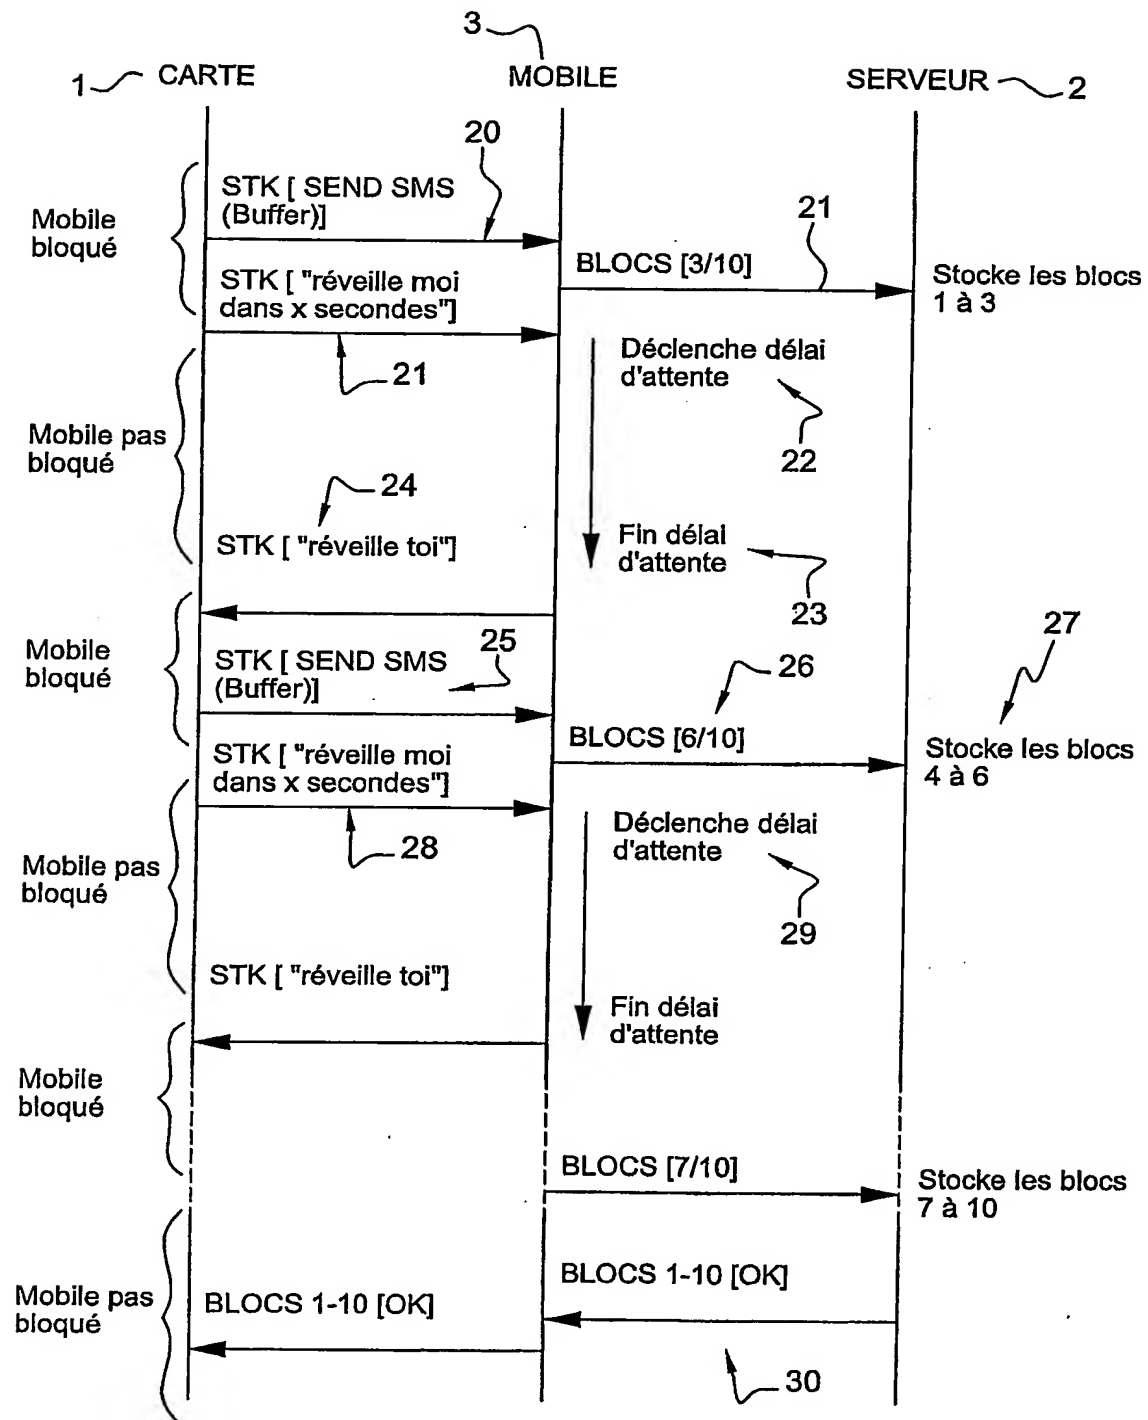 3
1
CARTE
MOBILE
SERVEUR
2
20
STK [ SEND SMS
(Buffer)]
Mobile
bloqué
21
BLOCS [3/10]
STK [ "réveille moi
dans x secondes"]
Stocke les blocs
1 à 3
21
Déclenche délai
d'attente
22
Mobile pas
bloqué
24
STK [ "réveille toi"]
Fin délai
d'attente
23
27
Mobile
bloqué
25
STK [ SEND SMS
(Buffer)]
26
BLOCS [6/10]
Stocke les blocs
4 à 6
STK [ "réveille moi
dans x secondes"]
28
Déclenche délai
d'attente
29
Mobile pas
bloqué
STK [ "réveille toi"]
Fin délai
d'attente
Mobile
bloqué
BLOCS [7/10]
Stocke les blocs
7 à 10
BLOCS 1-10 [OK]
Mobile pas
bloqué
BLOCS 1-10 [OK]
30